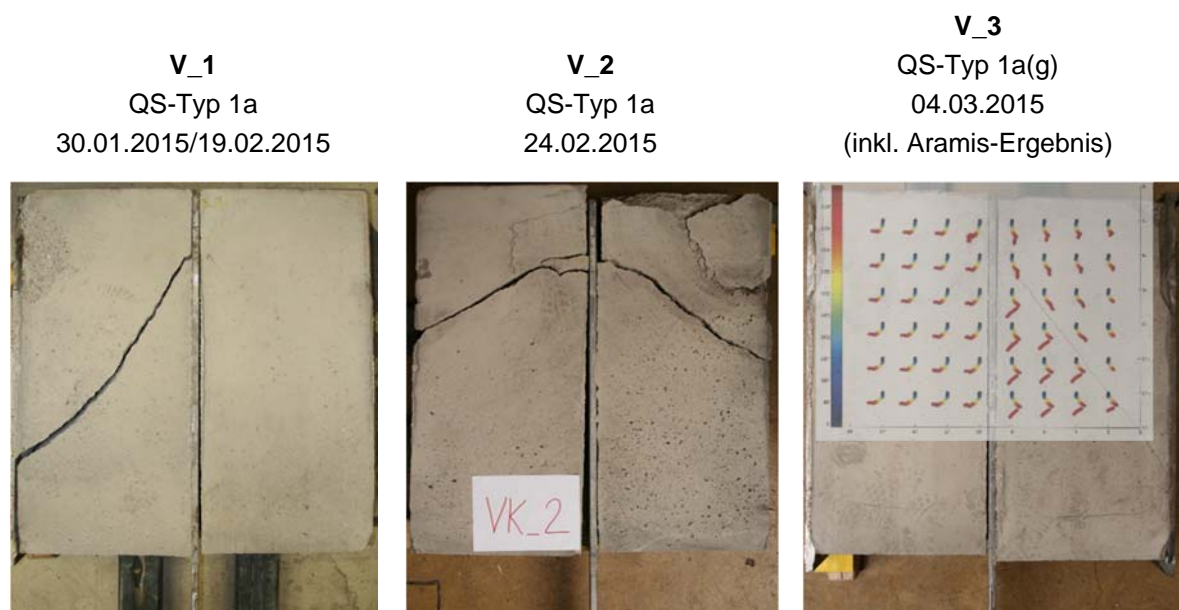 V_1
QS-Typ 1a
30.01.2015/19.02.2015
V_2
QS-Typ 1a
24.02.2015
V_3
QS-Typ 1a(g)
04.03.2015
(inkl. Aramis-Ergebnis)
VK_2